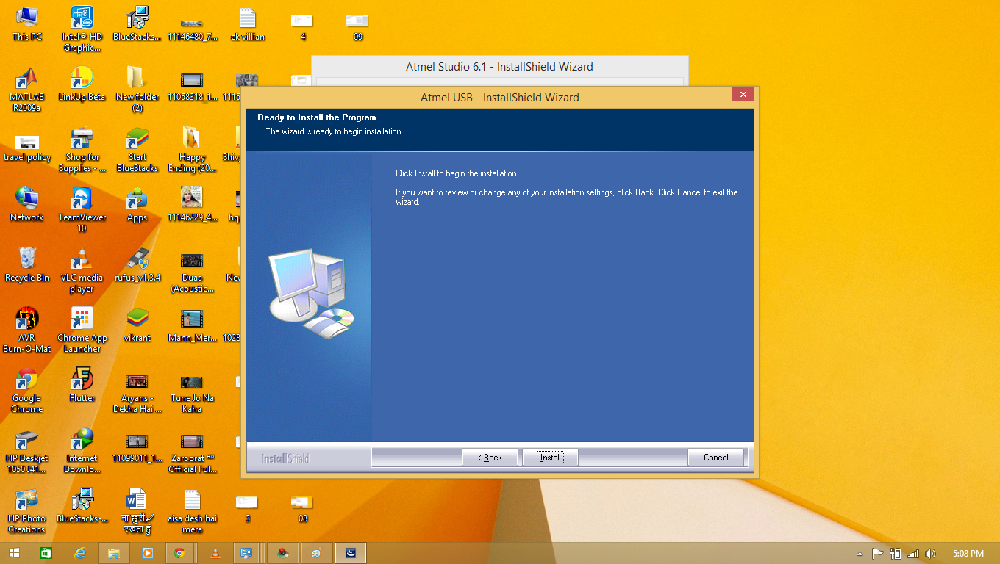 This PC
Intel® HD
Graphic...
BlueStacks...
11146480_7...
ek villian
4
09
Atmel Studio 6.1 - InstallShield Wizard
MATLAB
R2009a
LinkUp Beta
New folder
(2)
11058318_1...
Atmel USB - InstallShield Wizard
Ready to Install the Program
The wizard is ready to begin installation.
travel policy
Shop for
Supplies - ...
Start
BlueStacks
Happy
Ending (20...
Shiv
Click Install to begin the installation.
If you want to review or change any of your installation settings, click Back. Click Cancel to exit the
wizard.
Network
TeamViewer
10
Apps
11146229_4...
Recycle Bin
VLC media
player
rufus_v1.3.4
Duaa
(Acoustic...
AVR
Burn-O-Mat
Chrome App
Launcher
vikrant
Mann_Mer...
1028
Google
Chrome
Flutter
Aryans -
Dekha Hai ...
Tune Jo Na
Kaha
HP Deskjet
1050 J41...
Internet
Downlo...
11099011_1...
Zaroorat ᴴᴰ
Official Ful...
InstallShield
< Back
Install
Cancel
HP Photo
Creations
BlueStacks-...
ना छुरी
रखता हुं
aisa desh hai
mera
3
08
5:08 PM